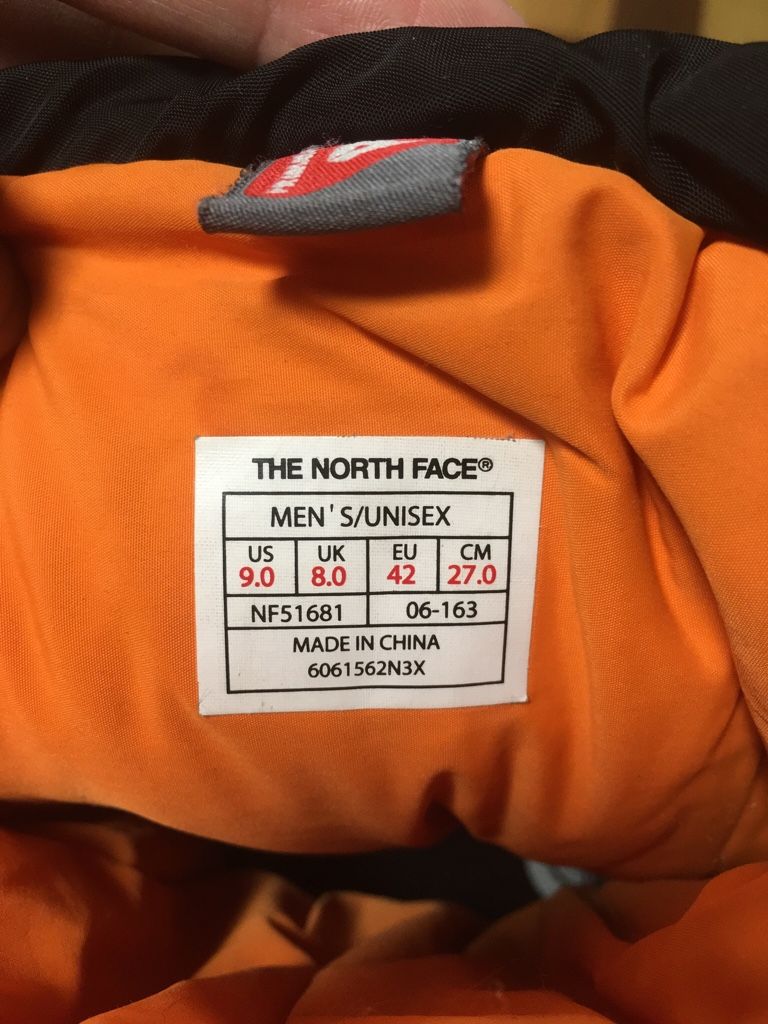 THE NORTH FACE®
MEN'S/UNISEX
US UK EU CM
9.0 8.0 42 27.0
NF51681 06-163
MADE IN CHINA
6061562N3X